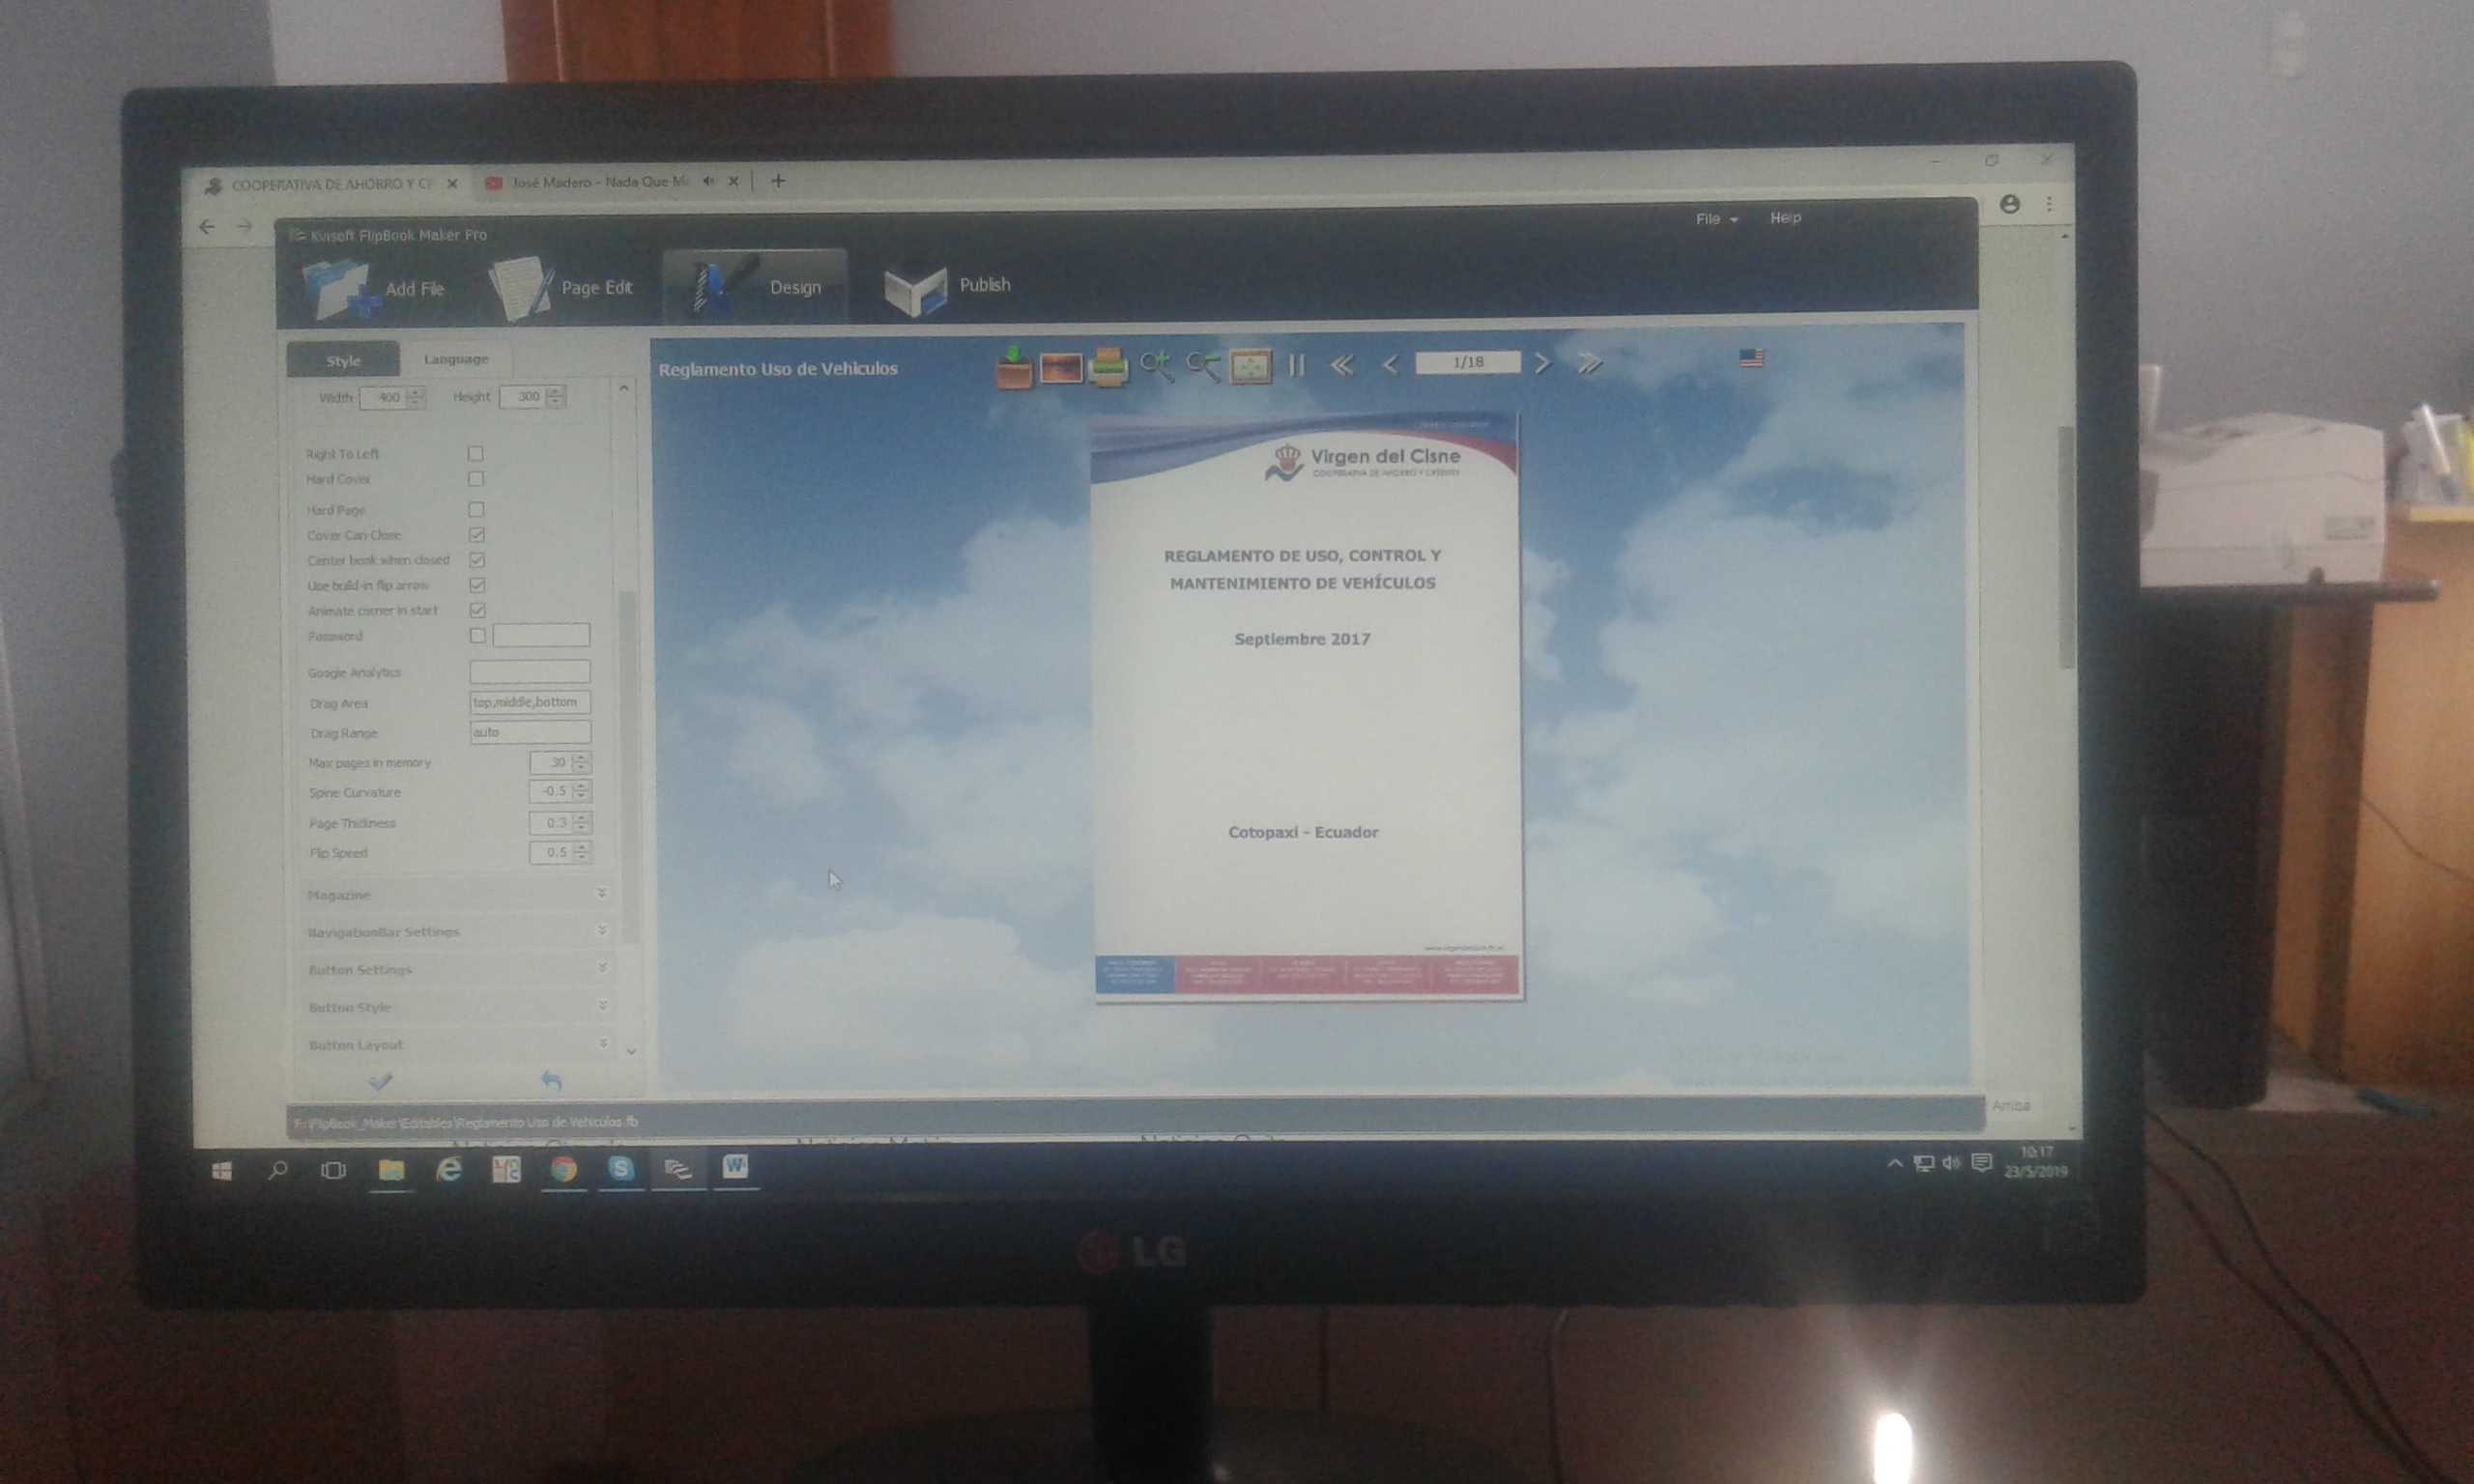 COOPERATIVA DE AHORRO Y CR
José Madero - Nada Que Mu
Kvisoft FlipBook Maker Pro
File
Help
Add File
Page Edit
Design
Publish
Style
Language
Width 400 Height 300
Right To Left
Hard Cover
Hard Page
Cover Can Close
Center book when closed
Use build-in flip arrow
Animate corner in start
Password
Google Analytics
Drag Area top,middle,bottom
Drag Range auto
Max pages in memory 30
Spine Curvature -0.5
Page Thickness 0.3
Flip Speed 0.5
Magazine
NavigationBar Settings
Button Settings
Button Style
Button Layout
Reglamento Uso de Vehiculos
1/18
Virgen del Cisne
COOPERATIVA DE AHORRO Y CRÉDITO
REGLAMENTO DE USO, CONTROL Y
MANTENIMIENTO DE VEHÍCULOS
Septiembre 2017
Cotopaxi - Ecuador
Activar Windows
Arriba
F:\FlipBook_Maker\Editables\Reglamento Uso de Vehiculos.fb
10:17
23/5/2019
LG